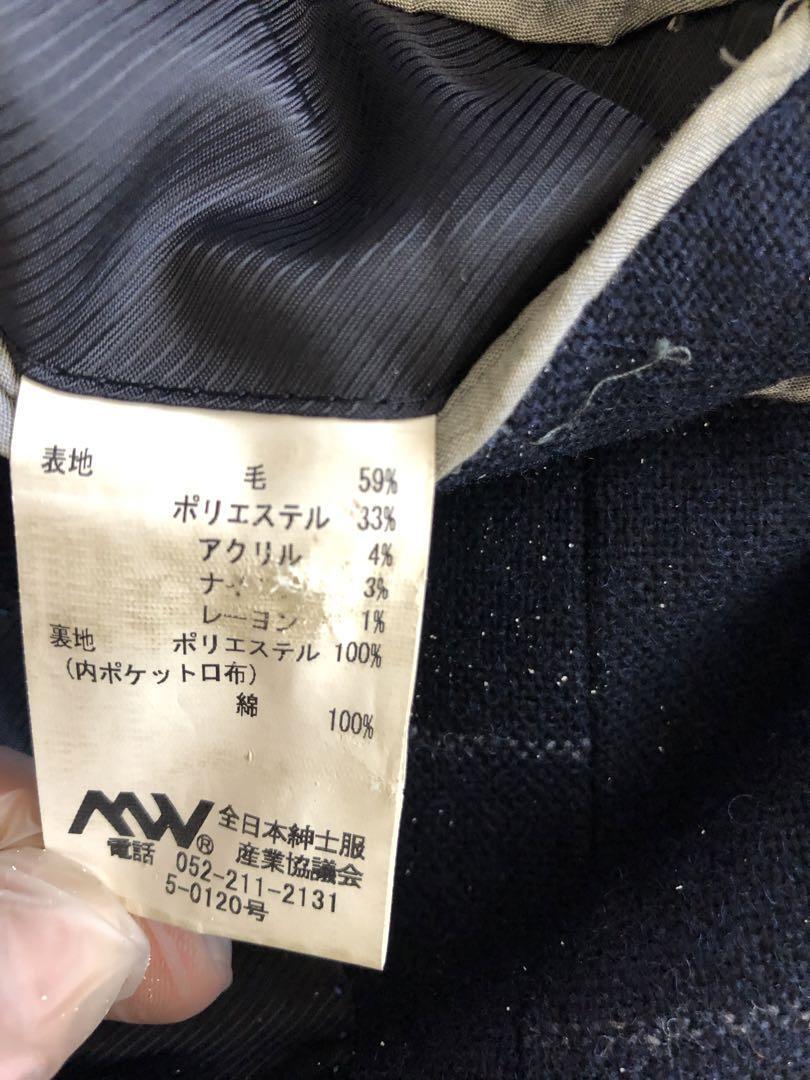 表地 毛 59%
ポリエステル 33%
アクリル 4%
3%
レーヨン 1%
裏地 ポリエステル 100%
(内ポケット口布)
綿 100%
MW® 全日本紳士服
産業協議会
電話 052-211-2131
5-0120号